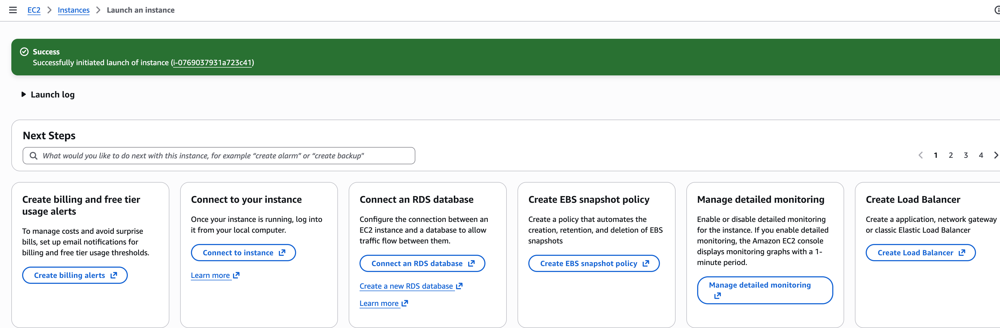 EC2 > Instances > Launch an instance
Success
Successfully initiated launch of instance (i-0769037931a723c41)
Launch log
Next Steps
What would you like to do next with this instance, for example “create alarm” or “create backup"
1 2 3 4
Create billing and free tier
usage alerts
To manage costs and avoid surprise
bills, set up email notifications for
billing and free tier usage thresholds.
Create billing alerts
Connect to your instance
Once your instance is running, log into
it from your local computer.
Connect to instance
Learn more
Connect an RDS database
Configure the connection between an
EC2 instance and a database to allow
traffic flow between them.
Connect an RDS database
Create a new RDS database
Learn more
Create EBS snapshot policy
Create a policy that automates the
creation, retention, and deletion of EBS
snapshots
Create EBS snapshot policy
Manage detailed monitoring
Enable or disable detailed monitoring
for the instance. If you enable detailed
monitoring, the Amazon EC2 console
displays monitoring graphs with a 1-
minute period.
Manage detailed monitoring
Create Load Balancer
Create a application, network gateway
or classic Elastic Load Balancer
Create Load Balancer